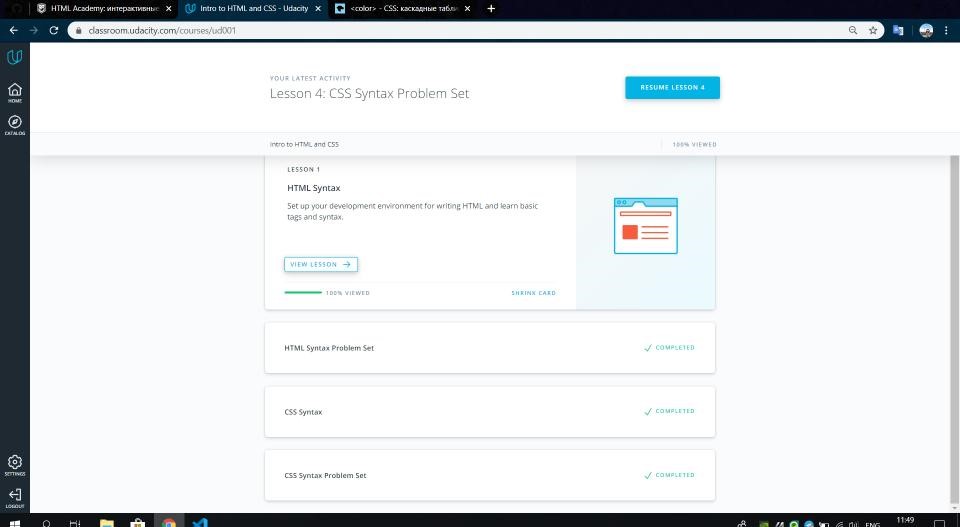 HTML Academy: интерактивные
Intro to HTML and CSS - Udacity
<color> - CSS: каскадные табли
classroom.udacity.com/courses/ud001
HOME
CATALOG
SETTINGS
LOGOUT
YOUR LATEST ACTIVITY
Lesson 4: CSS Syntax Problem Set
RESUME LESSON 4
Intro to HTML and CSS
100% VIEWED
LESSON 1
HTML Syntax
Set up your development environment for writing HTML and learn basic
tags and syntax.
VIEW LESSON
100% VIEWED
SHRINK CARD
HTML Syntax Problem Set
COMPLETED
CSS Syntax
COMPLETED
CSS Syntax Problem Set
COMPLETED
ENG
11:49